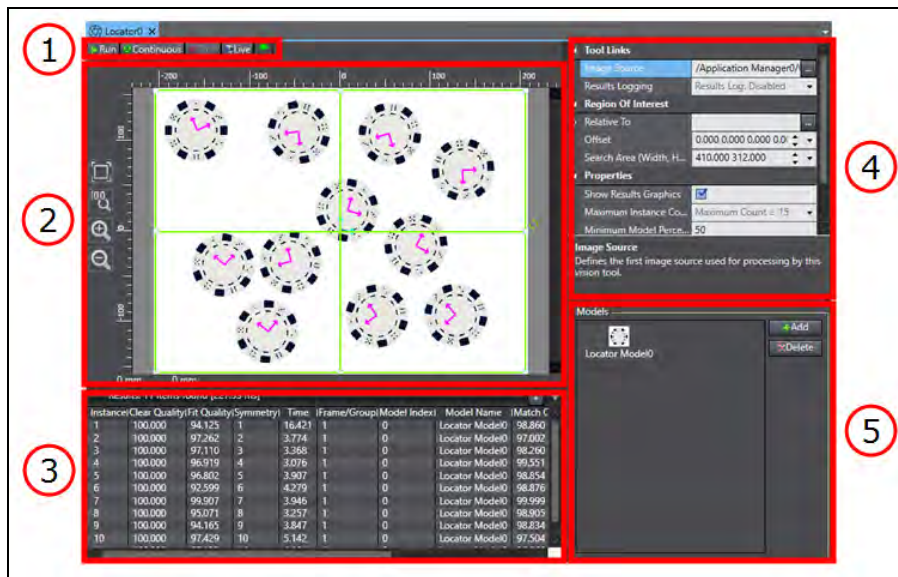 Locator0 ×
1
Run Continuous Live
2
-200 -100 0 100 200
100
0
-100
0 mm 0 mm
3
Instance Clear Quality Fit Quality Symmetry Time Frame/Group Model Index Model Name Match
1 100.000 94.125 1 16.421 1 0 Locator Model0 98.860
2 100.000 97.262 2 3.774 1 0 Locator Model0 97.002
3 100.000 97.110 3 3.368 1 0 Locator Model0 98.260
4 100.000 96.919 4 3.076 1 0 Locator Model0 99.551
5 100.000 96.802 5 3.907 1 0 Locator Model0 98.854
6 100.000 92.599 6 4.279 1 0 Locator Model0 98.876
7 100.000 99.907 7 3.946 1 0 Locator Model0 99.999
8 100.000 95.071 8 3.257 1 0 Locator Model0 98.905
9 100.000 94.165 9 3.847 1 0 Locator Model0 98.834
10 100.000 97.429 10 5.142 1 0 Locator Model0 97.504
4
Tool Links
Image Source /Application Manager0/ ...
Results Logging Results Log: Disabled
Region Of Interest
Relative To ...
Offset 0.000 0.000 0.000
Search Area (Width, H... 410.000 312.000
Properties
Show Results Graphics
Maximum Instance Co... Maximum Count = 15
Minimum Model Perce... 50
Image Source
Defines the first image source used for processing by this
vision tool.
5
Models
Locator Model0
Add
Delete